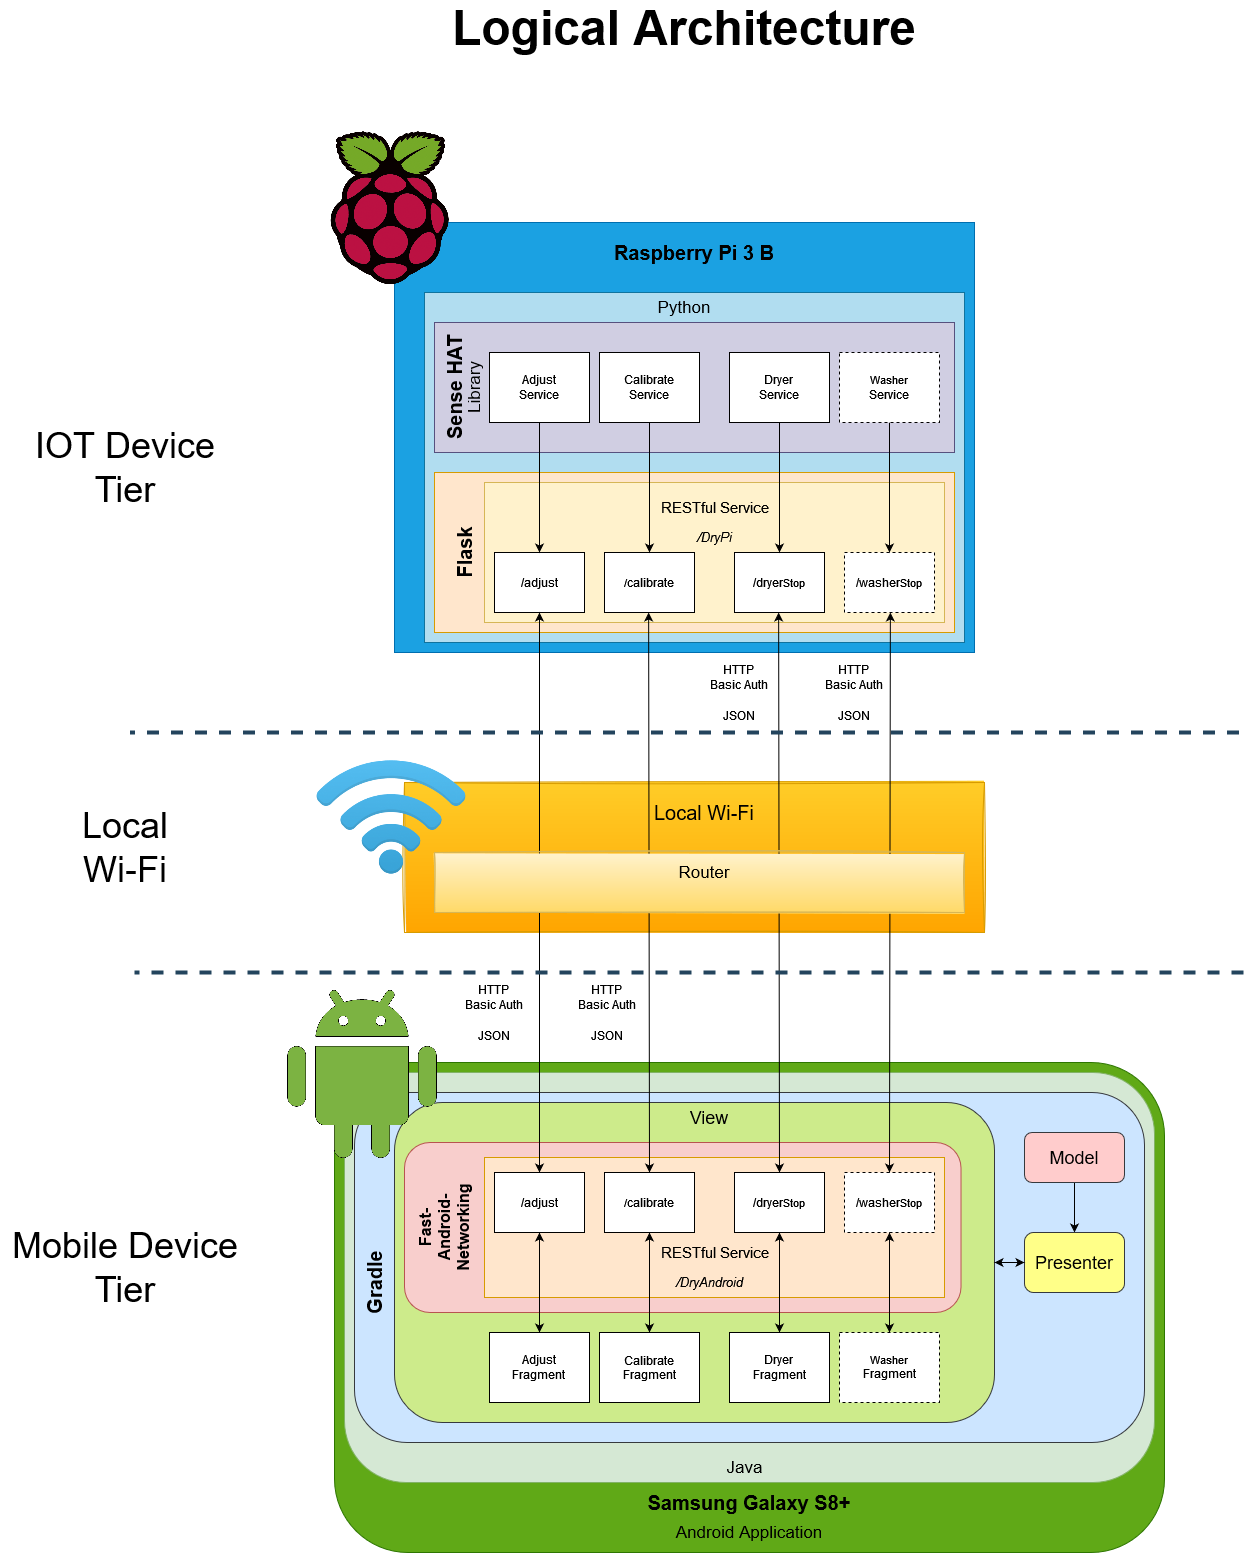 Logical Architecture
Raspberry Pi 3 B
Python
Sense HAT
Library
Adjust
Service
Calibrate
Service
Dryer
Service
Washer
Service
IOT Device
Tier
Flask
RESTful Service
/DryPi
/adjust
/calibrate
/dryerStop
/washerStop
HTTP
Basic Auth
JSON
HTTP
Basic Auth
JSON
Local
Wi-Fi
Local Wi-Fi
Router
HTTP
Basic Auth
JSON
HTTP
Basic Auth
JSON
View
Model
Presenter
Mobile Device
Tier
Gradle
Fast-
Android-
Networking
/adjust
/calibrate
/dryerStop
/washerStop
RESTful Service
/DryAndroid
Adjust
Fragment
Calibrate
Fragment
Dryer
Fragment
Washer
Fragment
Java
Samsung Galaxy S8+
Android Application